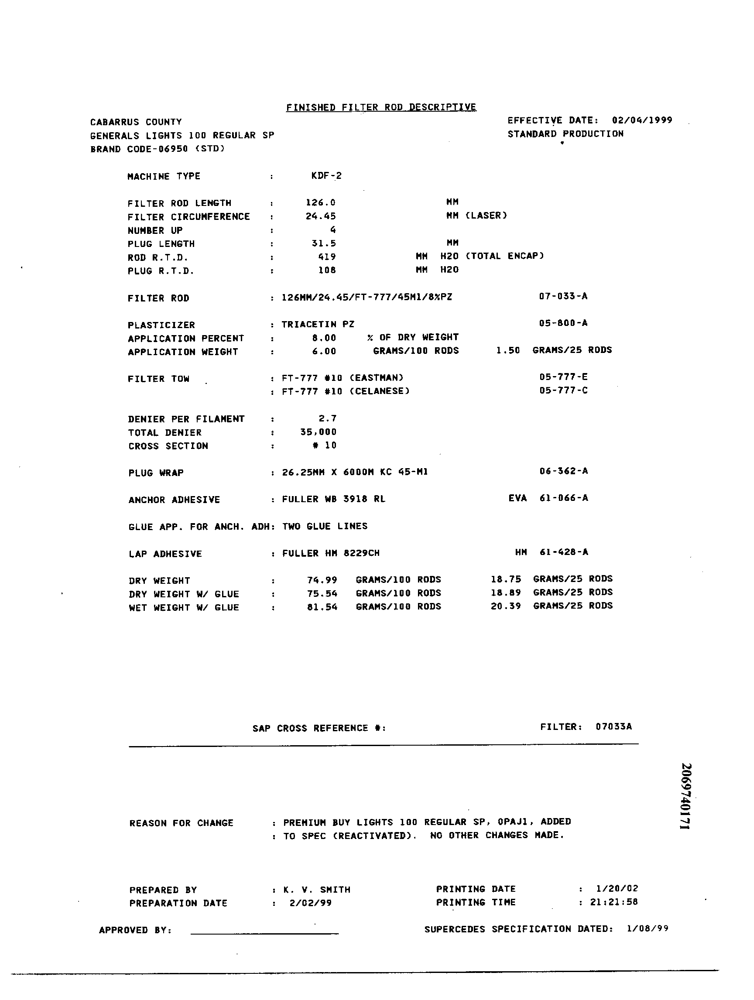 FINISHED FILTER ROD DESCRIPTIVE
CABARRUS COUNTY EFFECTIVE DATE: 02/04/1999
GENERALS LIGHTS 100 REGULAR SP STANDARD PRODUCTION
BRAND CODE-06950 (STD)
MACHINE TYPE : KDF-2
FILTER ROD LENGTH : 126.0 MM
FILTER CIRCUMFERENCE : 24.45 MM (LASER)
NUMBER UP : 4
PLUG LENGTH : 31.5 MM
ROD R.T.D. : 419 MM H2O (TOTAL ENCAP)
PLUG R.T.D. : 108 MM H2O
FILTER ROD : 126MM/24.45/FT-777/45M1/8%PZ 07-033-A
PLASTICIZER : TRIACETIN PZ 05-800-A
APPLICATION PERCENT : 8.00 % OF DRY WEIGHT
APPLICATION WEIGHT : 6.00 GRAMS/100 RODS 1.50 GRAMS/25 RODS
FILTER TOW : FT-777 #10 (EASTMAN) 05-777-E
: FT-777 #10 (CELANESE) 05-777-C
DENIER PER FILAMENT : 2.7
TOTAL DENIER : 35,000
CROSS SECTION : # 10
PLUG WRAP : 26.25MM X 6000M KC 45-M1 06-362-A
ANCHOR ADHESIVE : FULLER WB 3918 RL EVA 61-066-A
GLUE APP. FOR ANCH. ADH: TWO GLUE LINES
LAP ADHESIVE : FULLER HM 8229CH HM 61-428-A
DRY WEIGHT : 74.99 GRAMS/100 RODS 18.75 GRAMS/25 RODS
DRY WEIGHT W/ GLUE : 75.54 GRAMS/100 RODS 18.89 GRAMS/25 RODS
WET WEIGHT W/ GLUE : 81.54 GRAMS/100 RODS 20.39 GRAMS/25 RODS
SAP CROSS REFERENCE #: FILTER: 07033A
2069740171
REASON FOR CHANGE : PREMIUM BUY LIGHTS 100 REGULAR SP, OPAJ1, ADDED
: TO SPEC (REACTIVATED). NO OTHER CHANGES MADE.
PREPARED BY : K. V. SMITH PRINTING DATE : 1/20/02
PREPARATION DATE : 2/02/99 PRINTING TIME : 21:21:58
APPROVED BY: SUPERCEDES SPECIFICATION DATED: 1/08/99